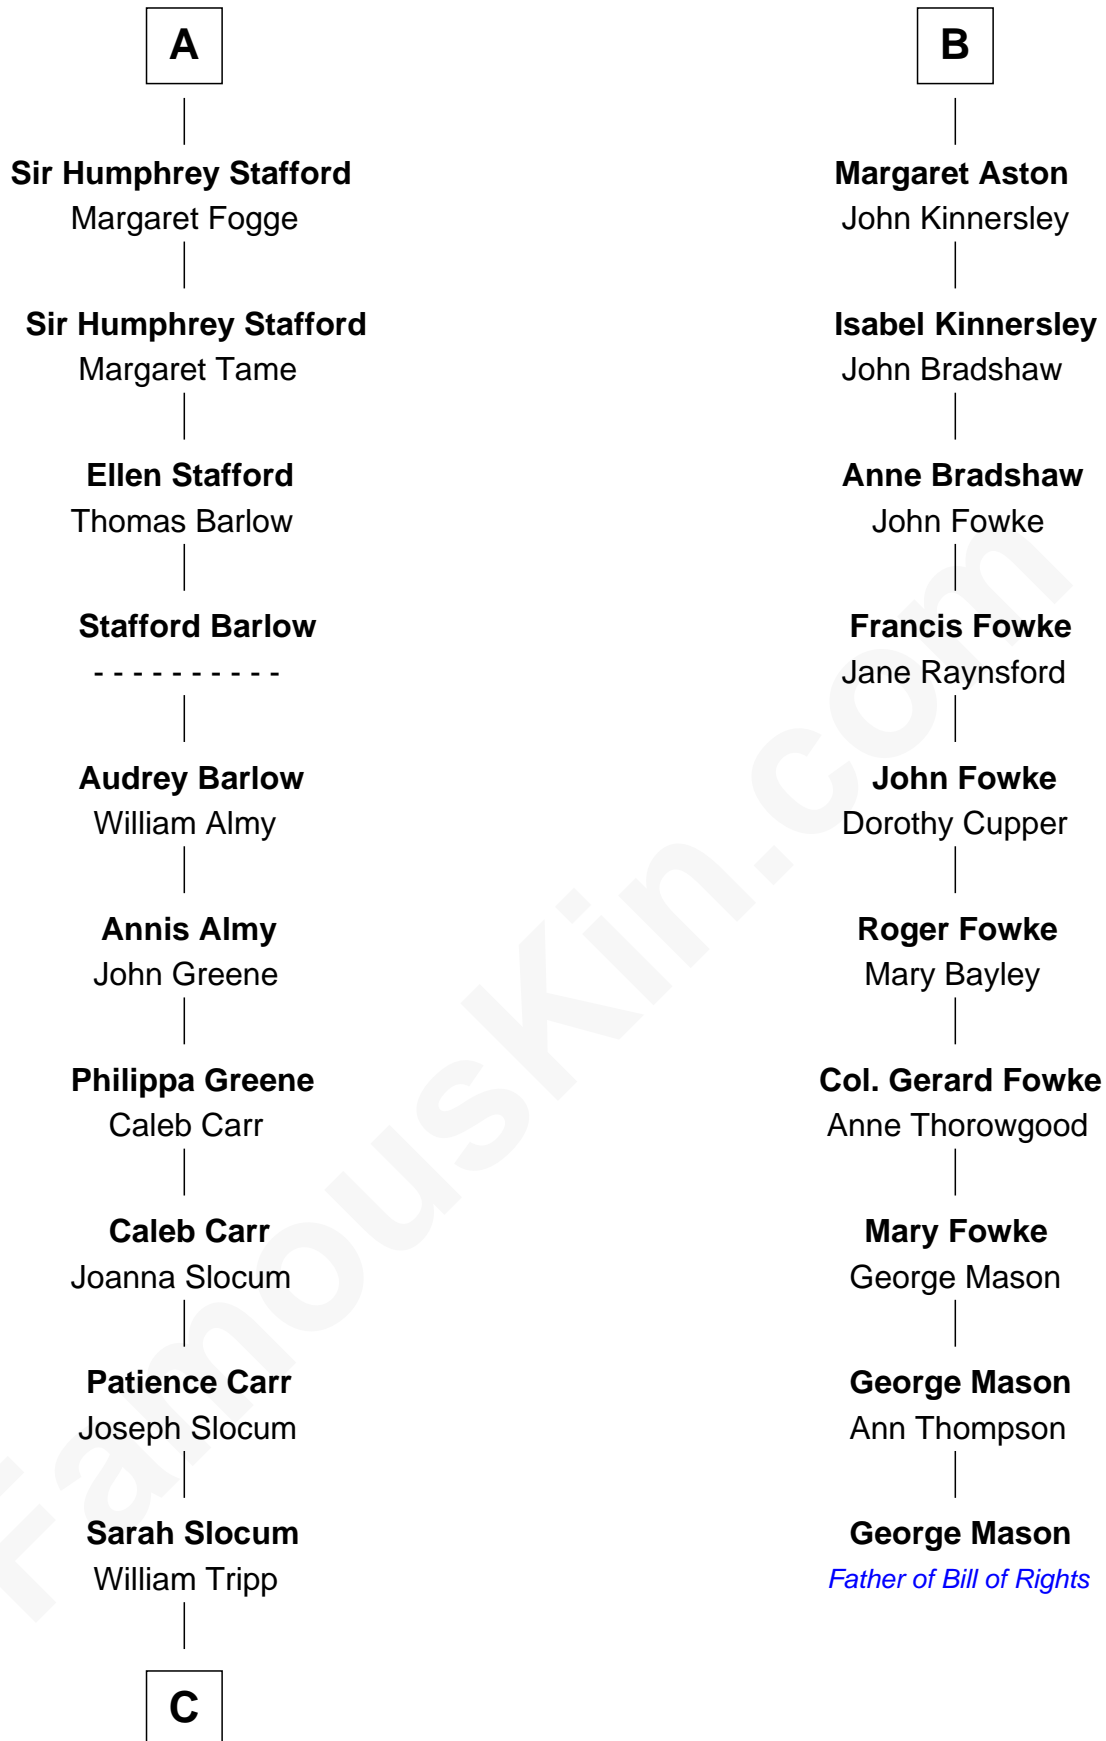 A
Sir Humphrey Stafford
Margaret Fogge
Sir Humphrey Stafford
Margaret Tame
Ellen Stafford
Thomas Barlow
Stafford Barlow
- - - - - - - - - -
Audrey Barlow
William Almy
Annis Almy
John Greene
Philippa Greene
Caleb Carr
Caleb Carr
Joanna Slocum
Patience Carr
Joseph Slocum
Sarah Slocum
William Tripp
C
B
Margaret Aston
John Kinnersley
Isabel Kinnersley
John Bradshaw
Anne Bradshaw
John Fowke
Francis Fowke
Jane Raynsford
John Fowke
Dorothy Cupper
Roger Fowke
Mary Bayley
Col. Gerard Fowke
Anne Thorowgood
Mary Fowke
George Mason
George Mason
Ann Thompson
George Mason
Father of Bill of Rights
FamousKin.com